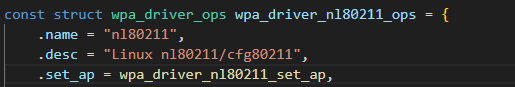 const struct wpa_driver_ops wpa_driver_nl80211_ops = {
    .name = "nl80211",
    .desc = "Linux nl80211/cfg80211",
    .set_ap = wpa_driver_nl80211_set_ap,